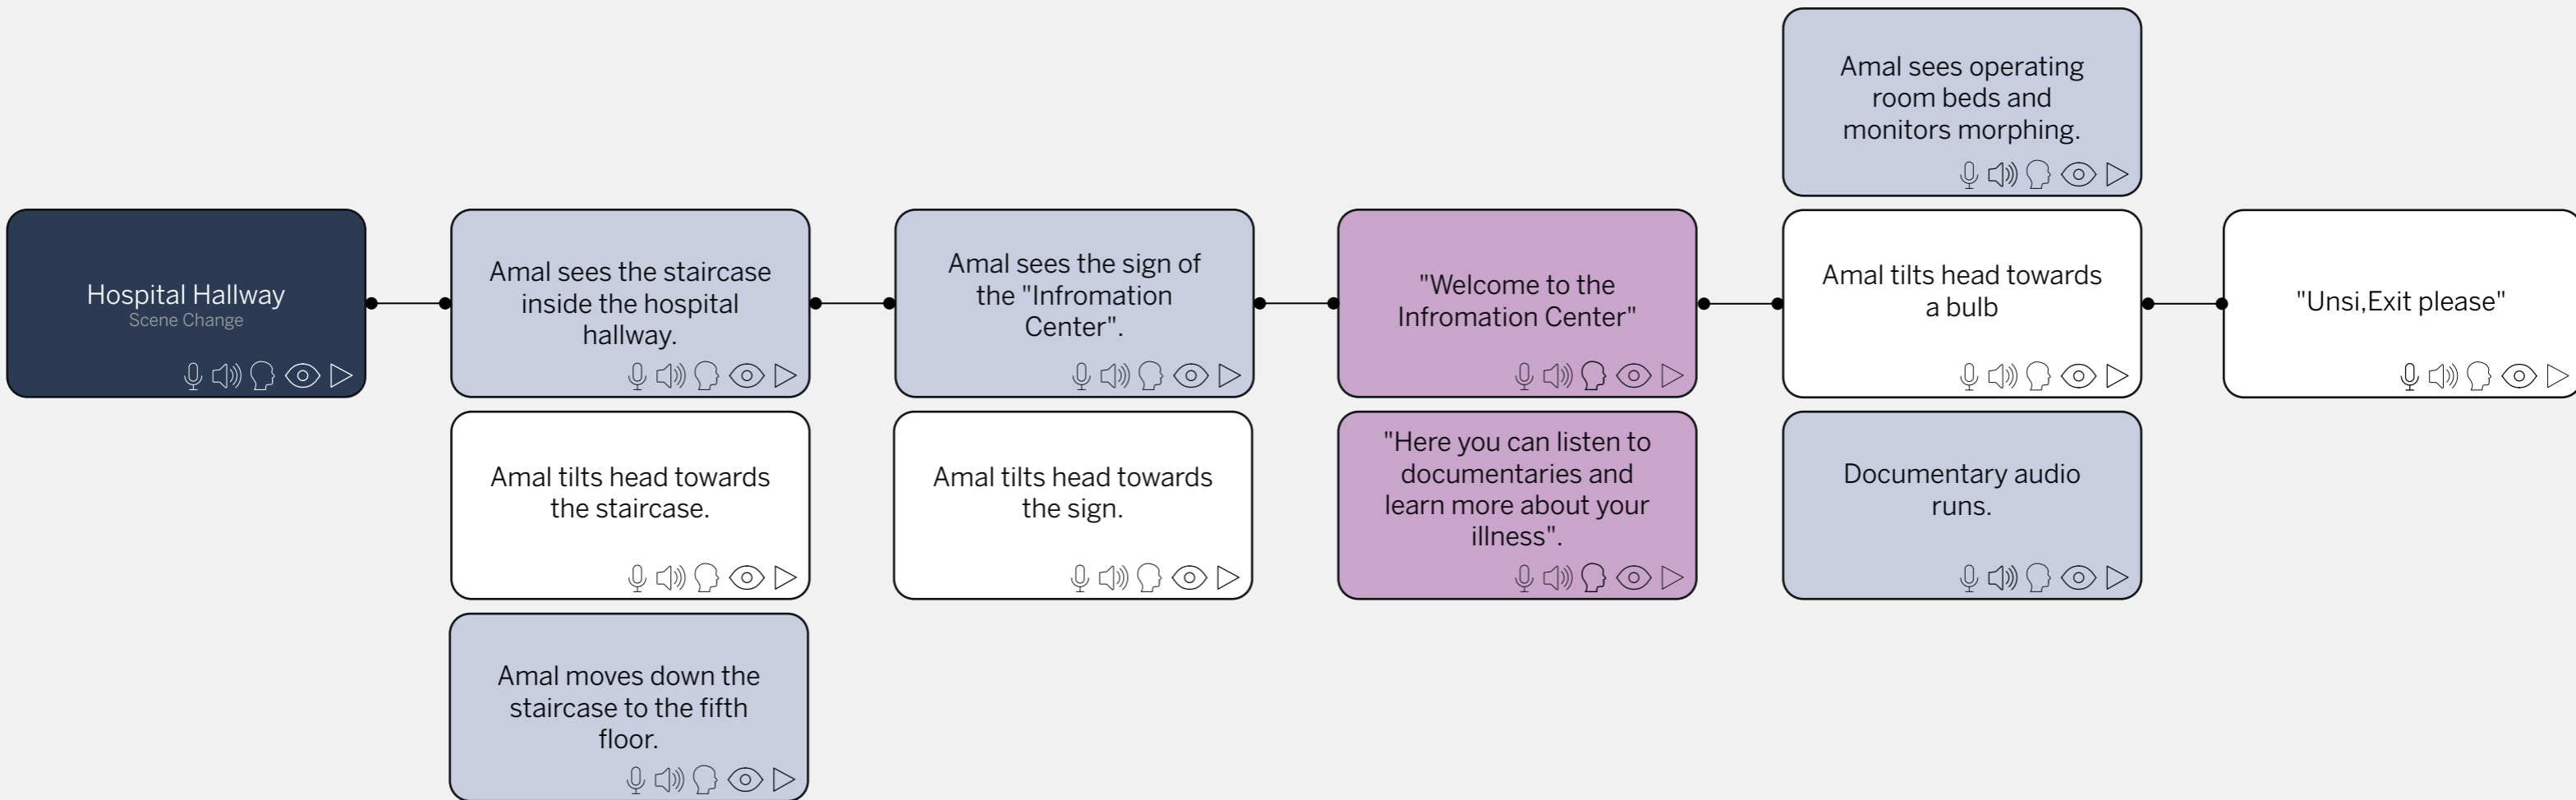 Hospital Hallway
Scene Change
Amal sees the staircase
inside the hospital
hallway.
Amal tilts head towards
the staircase.
Amal moves down the
staircase to the fifth
floor.
Amal sees the sign of
the "Infromation
Center".
Amal tilts head towards
the sign.
"Welcome to the
Infromation Center"
"Here you can listen to
documentaries and
learn more about your
illness".
Amal sees operating
room beds and
monitors morphing.
Amal tilts head towards
a bulb
Documentary audio
runs.
"Unsi,Exit please"